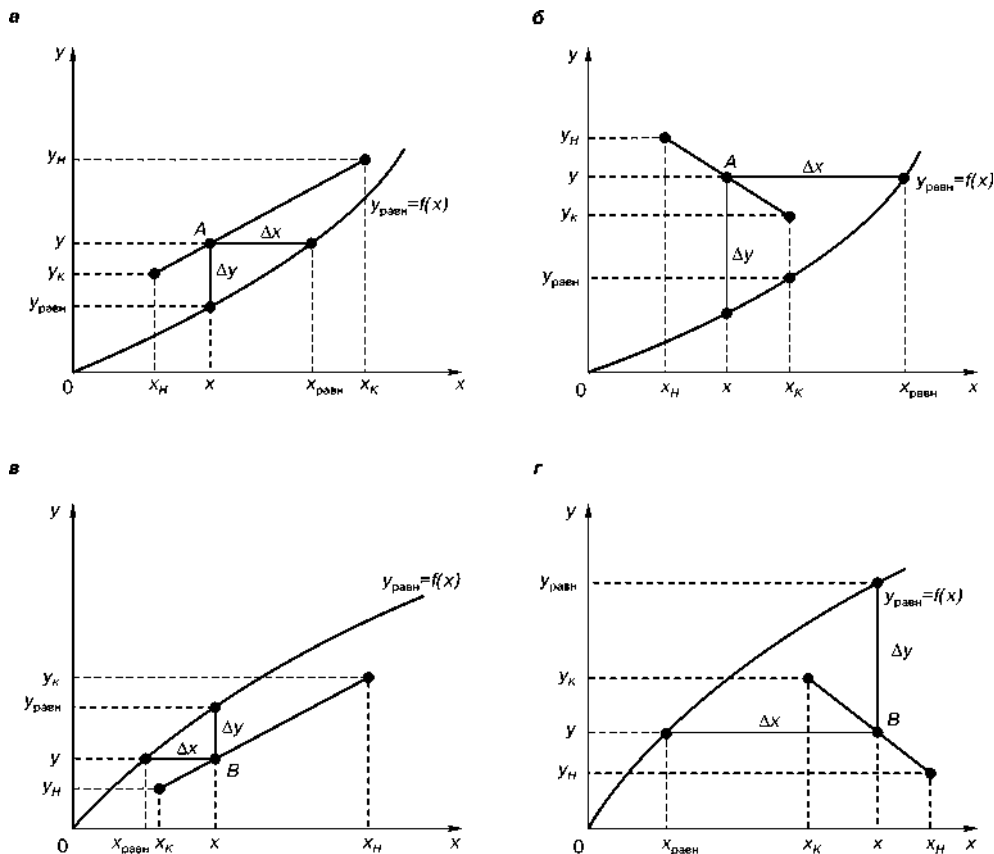 а
y
y_Н
y_равн=f(x)
A
Δx
y
y_К
Δy
y_равн
0
x_Н
x
x_равн
x_К
x
б
y
y_Н
A
Δx
y
y_равн=f(x)
y_К
Δy
y_равн
0
x_Н
x
x_К
x_равн
x
в
y
y_равн=f(x)
y_К
y_равн
Δy
y
Δx
B
y_Н
0
x_равн
x_К
x
x_Н
x
г
y
y_равн
y_равн=f(x)
Δy
y_К
Δx
B
y
y_Н
0
x_равн
x_К
x
x_Н
x